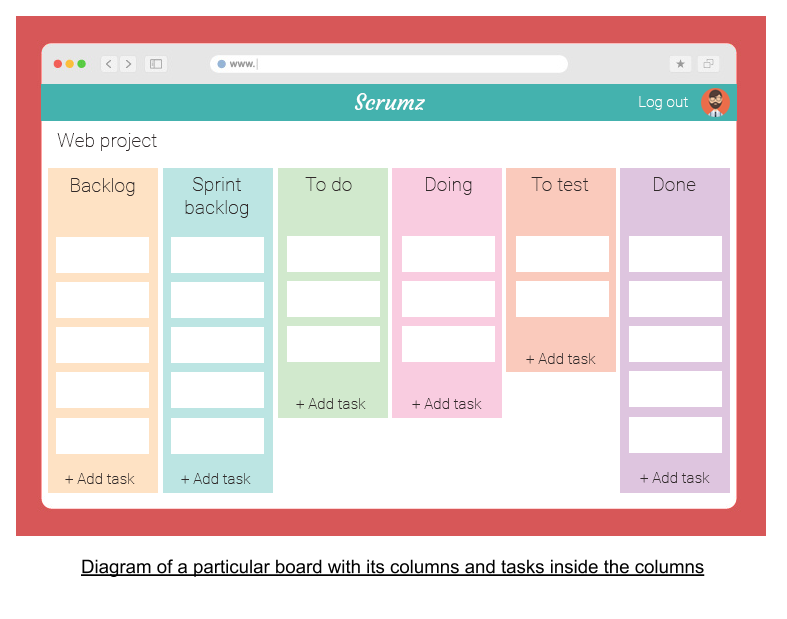 www.
Scrumz
Log out
Web project
Backlog
Sprint
backlog
To do
Doing
To test
Done
+ Add task
+ Add task
+ Add task
+ Add task
+ Add task
+ Add task
Diagram of a particular board with its columns and tasks inside the columns